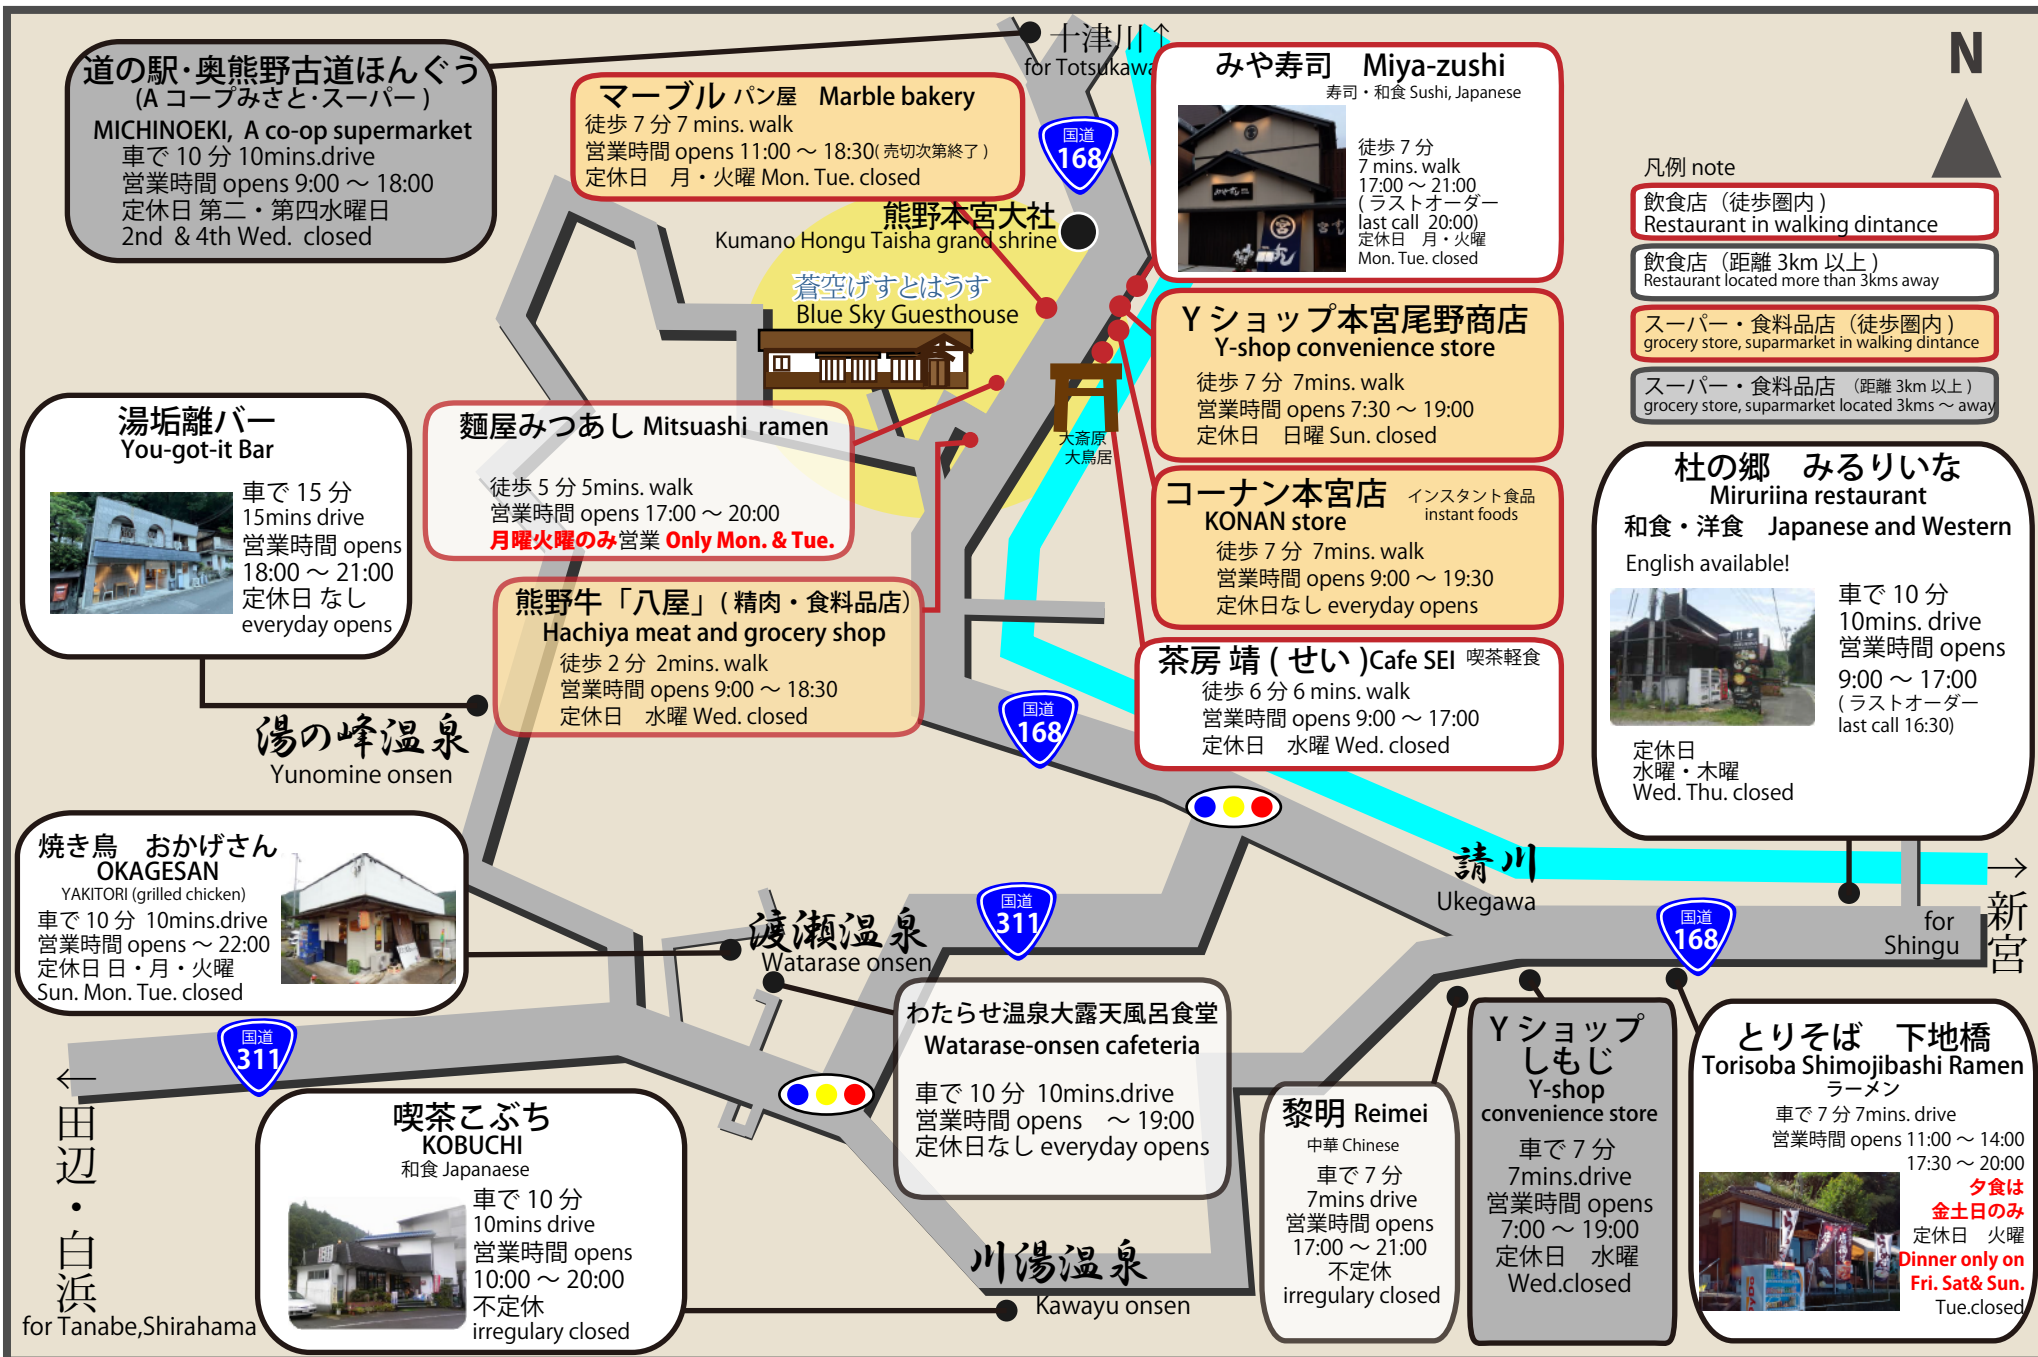 道の駅・奥熊野古道ほんぐう
(A コープみさと・スーパー)
MICHINOEKI, A co-op supermarket
車で 10 分 10mins.drive
営業時間 opens 9:00 ～ 18:00
定休日 第二・第四水曜日
2nd & 4th Wed. closed
十津川↑
for Totsukawa
マーブル パン屋 Marble bakery
徒歩 7 分 7 mins. walk
営業時間 opens 11:00 ～ 18:30( 売切次第終了 )
定休日 月・火曜 Mon. Tue. closed
国道
168
みや寿司 Miya-zushi
寿司・和食 Sushi, Japanese
徒歩 7 分
7 mins. walk
17:00 ～ 21:00
( ラストオーダー
last call 20:00)
定休日 月・火曜
Mon. Tue. closed
N
凡例 note
飲食店（徒歩圏内 )
Restaurant in walking dintance
飲食店（距離 3km 以上 )
Restaurant located more than 3kms away
スーパー・食料品店（徒歩圏内 )
grocery store, suparmarket in walking dintance
スーパー・食料品店 （距離 3km 以上 )
grocery store, suparmarket located 3kms ～ away
熊野本宮大社
Kumano Hongu Taisha grand shrine
蒼空げすとはうす
Blue Sky Guesthouse
Y ショップ本宮尾野商店
Y-shop convenience store
徒歩 7 分 7mins. walk
営業時間 opens 7:30 ～ 19:00
定休日 日曜 Sun. closed
大斎原
大鳥居
湯垢離バー
You-got-it Bar
車で 15 分
15mins drive
営業時間 opens
18:00 ～ 21:00
定休日 なし
everyday opens
麵屋みつあし Mitsuashi ramen
徒歩 5 分 5mins. walk
営業時間 opens 17:00 ～ 20:00
月曜火曜のみ営業 Only Mon. & Tue.
コーナン本宮店 インスタント食品
KONAN store instant foods
徒歩 7 分 7mins. walk
営業時間 opens 9:00 ～ 19:30
定休日なし everyday opens
杜の郷 みるりいな
Miruriina restaurant
和食・洋食 Japanese and Western
English available!
車で 10 分
10mins. drive
営業時間 opens
9:00 ～ 17:00
( ラストオーダー
last call 16:30)
定休日
水曜・木曜
Wed. Thu. closed
熊野牛「八屋」( 精肉・食料品店）
Hachiya meat and grocery shop
徒歩 2 分 2mins. walk
営業時間 opens 9:00 ～ 18:30
定休日 水曜 Wed. closed
茶房 靖 ( せい )Cafe SEI 喫茶軽食
徒歩 6 分 6 mins. walk
営業時間 opens 9:00 ～ 17:00
定休日 水曜 Wed. closed
国道
168
湯の峰温泉
Yunomine onsen
焼き鳥 おかげさん
OKAGESAN
YAKITORI (grilled chicken)
車で 10 分 10mins.drive
営業時間 opens ～ 22:00
定休日 日・月・火曜
Sun. Mon. Tue. closed
請川
Ukegawa
国道
311
国道
168
→新宮
for
Shingu
渡瀬温泉
Watarase onsen
わたらせ温泉大露天風呂食堂
Watarase-onsen cafeteria
車で 10 分 10mins.drive
営業時間 opens ～ 19:00
定休日なし everyday opens
国道
311
←田辺・白浜
for Tanabe,Shirahama
喫茶こぶち
KOBUCHI
和食 Japanaese
車で 10 分
10mins drive
営業時間 opens
10:00 ～ 20:00
不定休
irregulary closed
川湯温泉
Kawayu onsen
黎明 Reimei
中華 Chinese
車で 7 分
7mins drive
営業時間 opens
17:00 ～ 21:00
不定休
irregulary closed
Y ショップ
しもじ
Y-shop
convenience store
車で 7 分
7mins.drive
営業時間 opens
7:00 ～ 19:00
定休日 水曜
Wed.closed
とりそば 下地橋
Torisoba Shimojibashi Ramen
ラーメン
車で 7 分 7mins. drive
営業時間 opens 11:00 ～ 14:00
17:30 ～ 20:00
夕食は
金土日のみ
定休日 火曜
Dinner only on
Fri. Sat& Sun.
Tue.closed